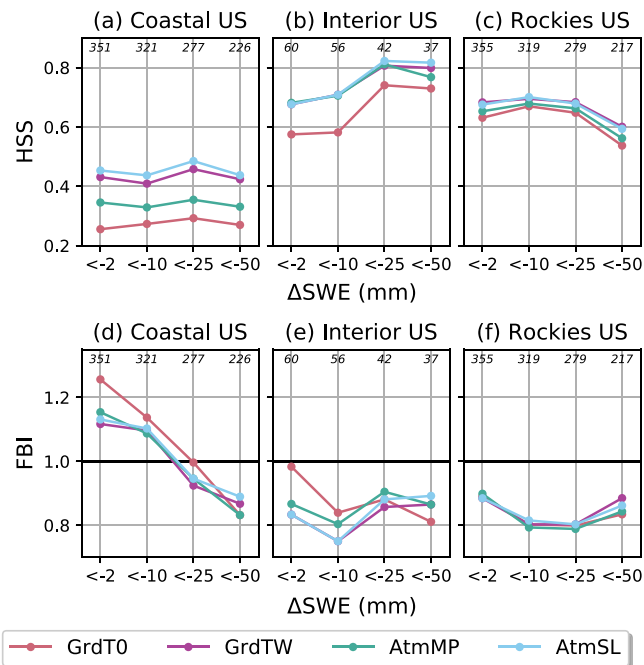 (a) Coastal US (b) Interior US (c) Rockies US
351 321 277 226 60 56 42 37 355 319 279 217
0.8
0.6
HSS
0.4
0.2
<-2 <-10 <-25 <-50 <-2 <-10 <-25 <-50 <-2 <-10 <-25 <-50
ΔSWE (mm) ΔSWE (mm)
(d) Coastal US (e) Interior US (f) Rockies US
351 321 277 226 60 56 42 37 355 319 279 217
1.2
FBI
1.0
0.8
<-2 <-10 <-25 <-50 <-2 <-10 <-25 <-50 <-2 <-10 <-25 <-50
ΔSWE (mm) ΔSWE (mm)
GrdT0 GrdTW AtmMP AtmSL